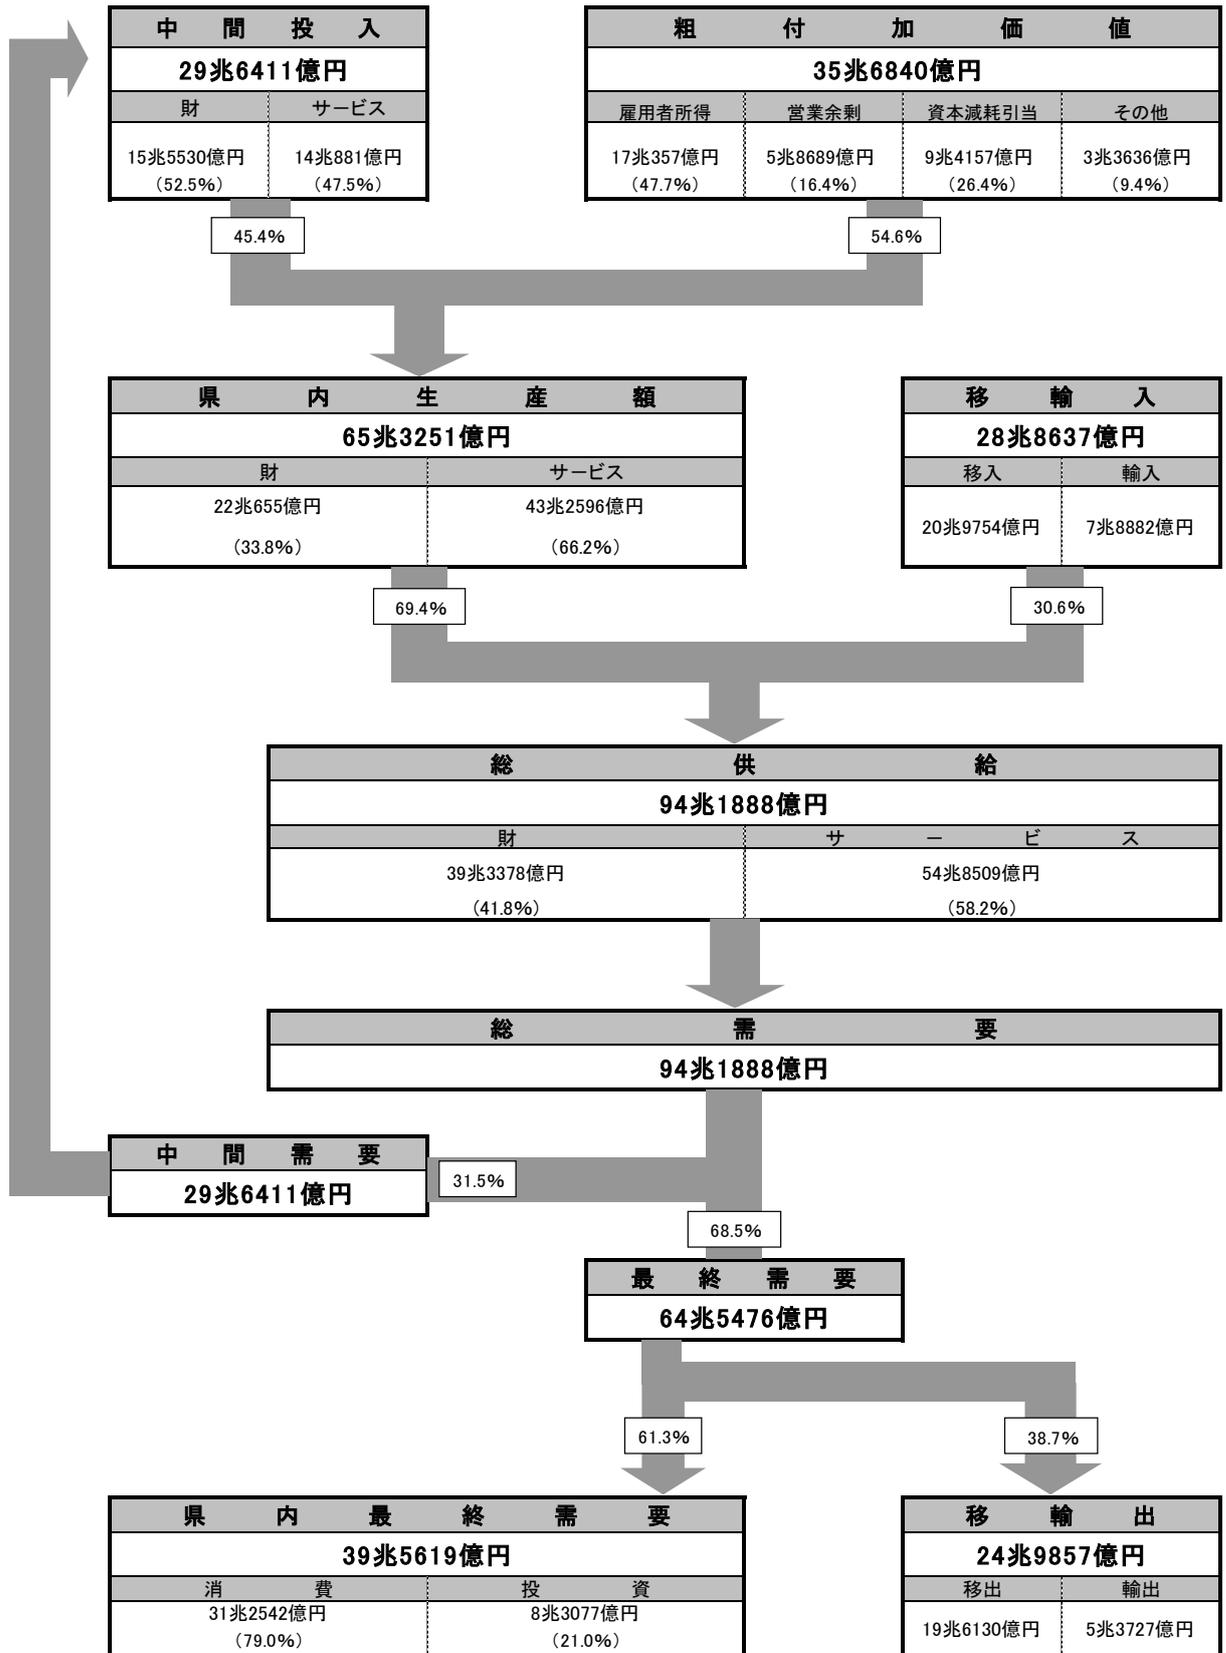 中間投入
29兆6411億円
財 サービス
15兆5530億円 14兆881億円
（52.5%） （47.5%）
粗付加価値
35兆6840億円
雇用者所得 営業余剰 資本減耗引当 その他
17兆357億円 5兆8689億円 9兆4157億円 3兆3636億円
（47.7%） （16.4%） （26.4%） （9.4%）
45.4%
54.6%
県内生産額
65兆3251億円
財 サービス
22兆655億円 43兆2596億円
（33.8%） （66.2%）
移輸入
28兆8637億円
移入 輸入
20兆9754億円 7兆8882億円
69.4%
30.6%
総供給
94兆1888億円
財 サービス
39兆3378億円 54兆8509億円
（41.8%） （58.2%）
総需要
94兆1888億円
中間需要
29兆6411億円
31.5%
68.5%
最終需要
64兆5476億円
61.3%
38.7%
県内最終需要
39兆5619億円
消費 投資
31兆2542億円 8兆3077億円
（79.0%） （21.0%）
移輸出
24兆9857億円
移出 輸出
19兆6130億円 5兆3727億円